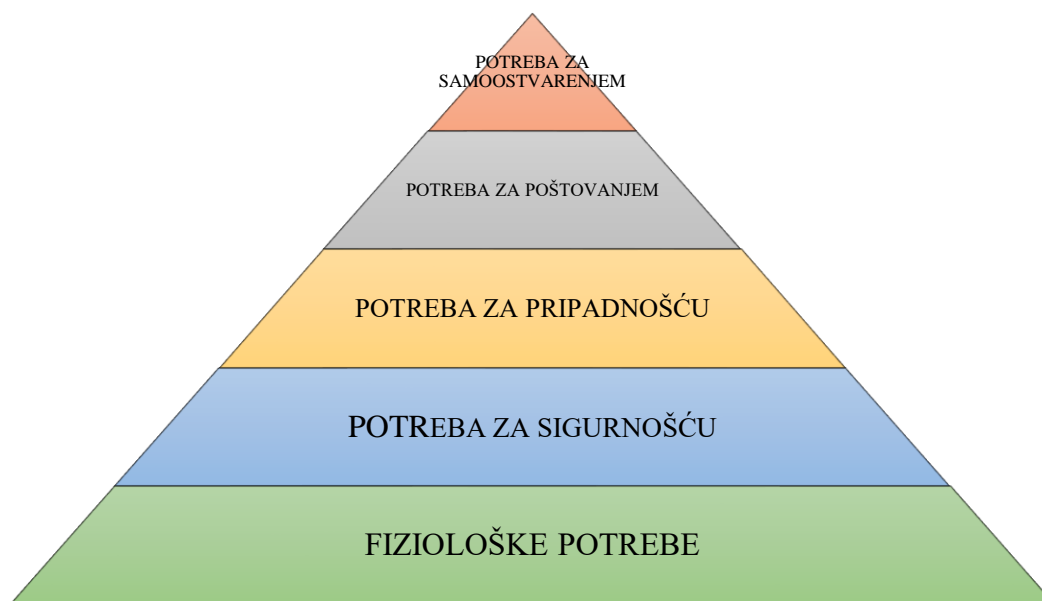 POTREBA ZA
SAMOOSTVARENJEM
POTREBA ZA POŠTOVANJEM
POTREBA ZA PRIPADNOŠĆU
POTREBA ZA SIGURNOŠĆU
FIZIOLOŠKE POTREBE